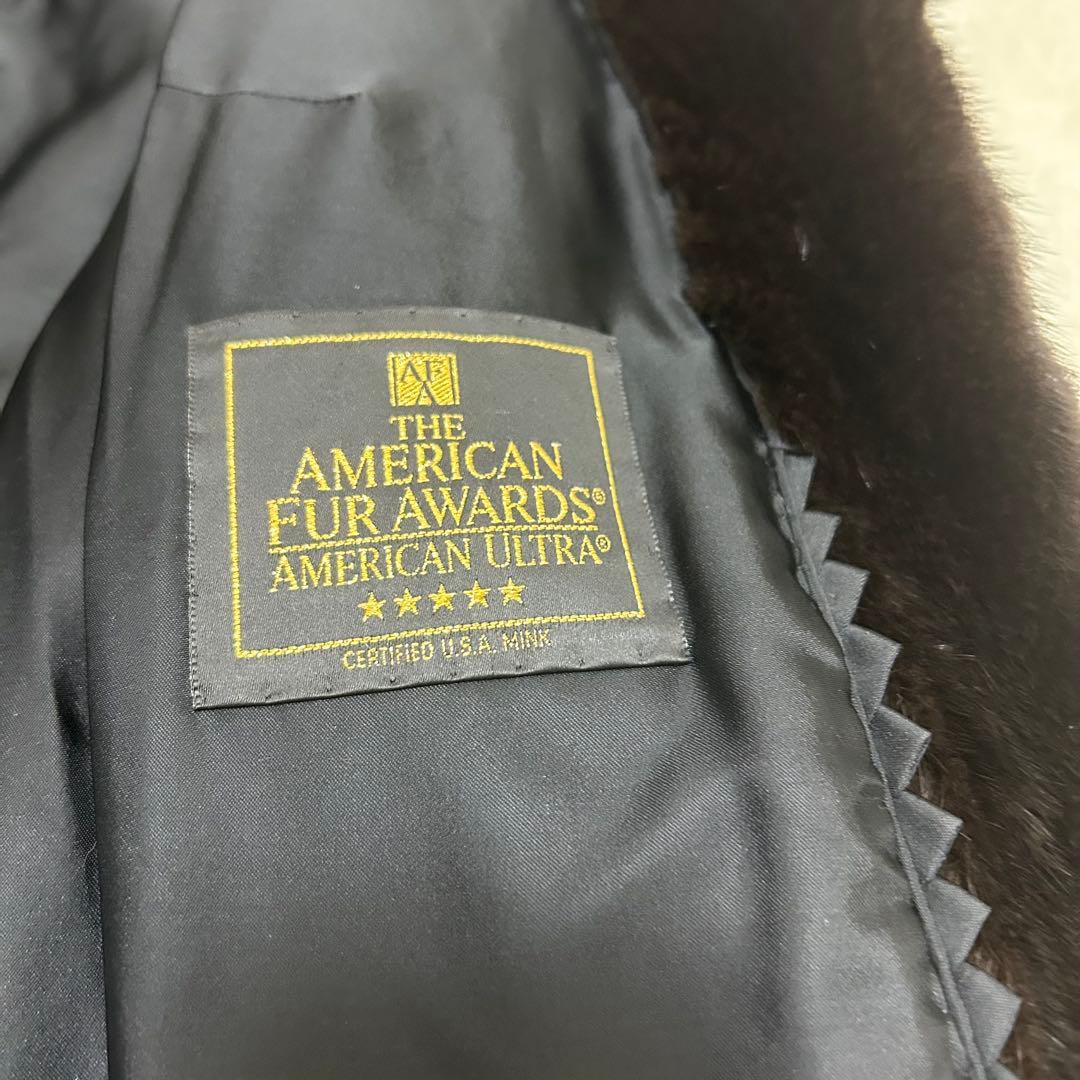 AFA
THE
AMERICAN
FUR AWARDS®
AMERICAN ULTRA®
★★★★★
CERTIFIED U.S.A. MINK